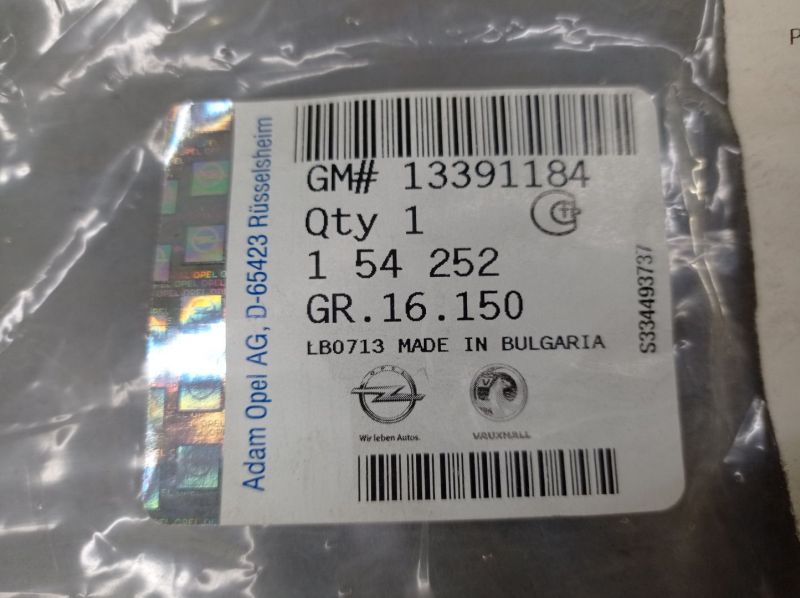 Adam Opel AG, D-65423 Rüsselsheim
GM# 13391184
Qty 1
1 54 252
GR.16.150
LB0713 MADE IN BULGARIA
S334493737
OPEL
Wir leben Autos.
VAUXHALL
P